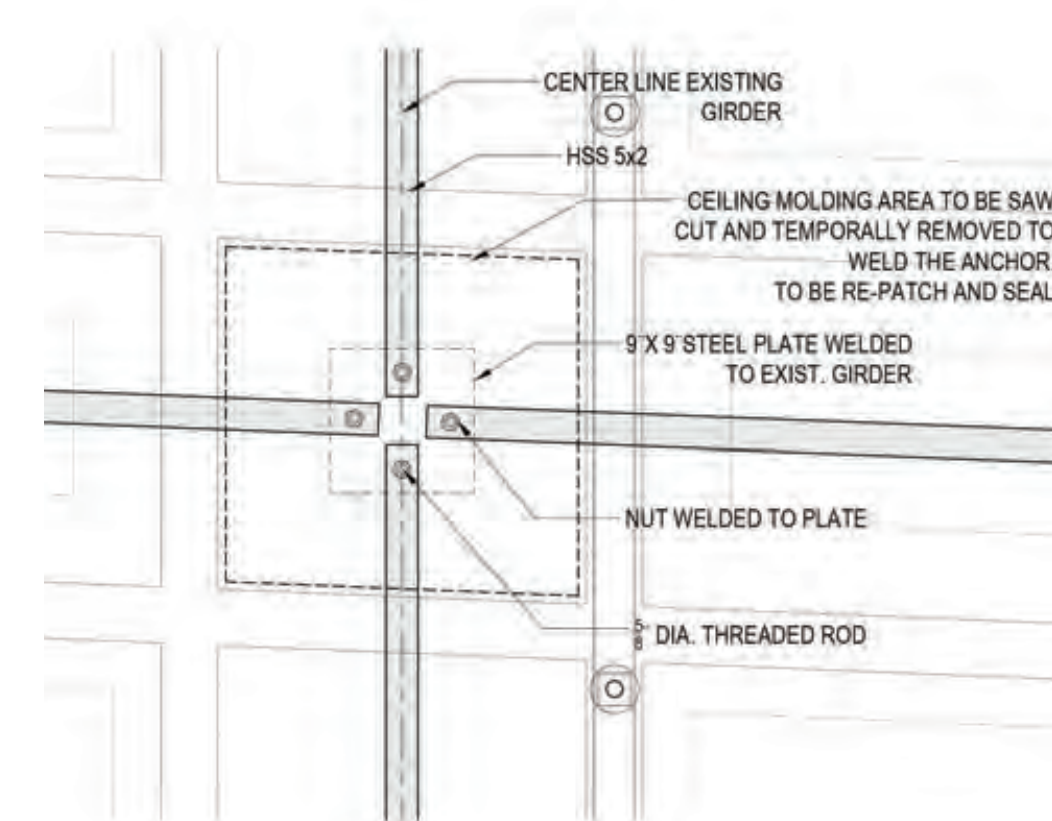 CENTER LINE EXISTING
GIRDER
HSS 5x2
CEILING MOLDING AREA TO BE SAW
CUT AND TEMPORALLY REMOVED TO
WELD THE ANCHOR.
TO BE RE-PATCH AND SEAL
9"X 9"STEEL PLATE WELDED
TO EXIST. GIRDER
NUT WELDED TO PLATE
5/8" DIA. THREADED ROD